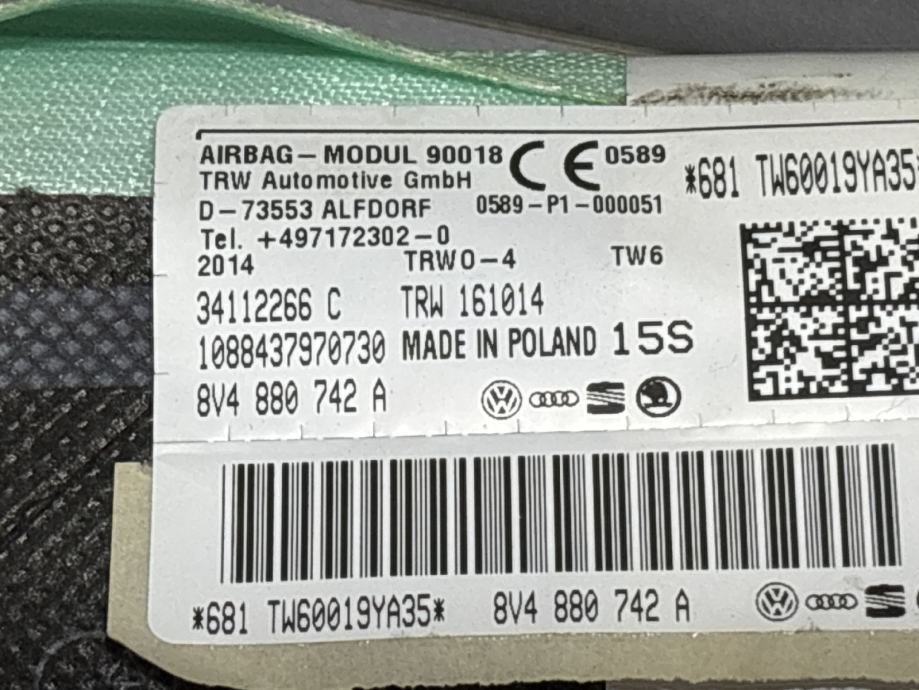 AIRBAG-MODUL 90018 CE 0589
TRW Automotive GmbH
D-73553 ALFDORF 0589-P1-000051
Tel. +497172302-0
2014 TRWO-4 TW6
*681 TW60019YA35*
34112266 C TRW 161014
1088437970730 MADE IN POLAND 15S
8V4 880 742 A
*681 TW60019YA35* 8V4 880 742 A